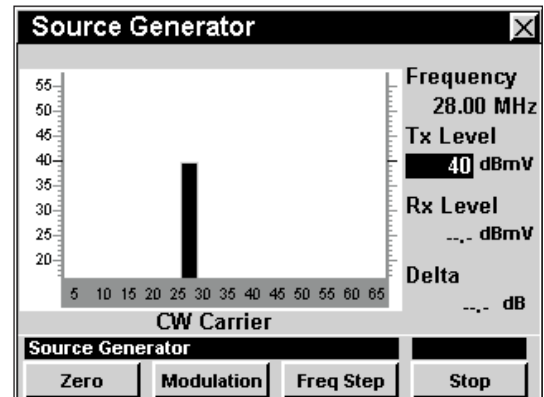 Source Generator
55
50
45
40
35
30
25
20
5 10 15 20 25 30 35 40 45 50 55 60 65
CW Carrier
Frequency
28.00 MHz
Tx Level
40 dBmV
Rx Level
--.- dBmV
Delta
--.- dB
Source Generator
Zero Modulation Freq Step Stop